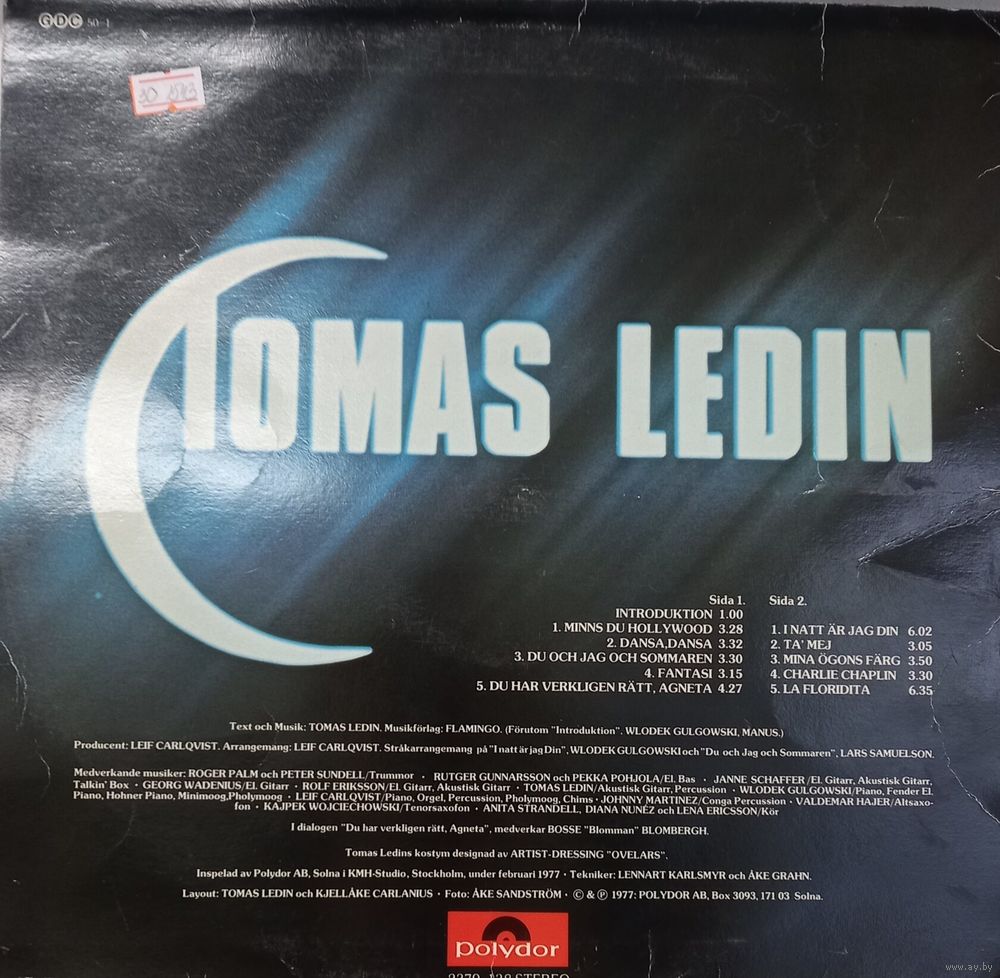 GDC 50-1
TOMAS LEDIN
Sida 1.
INTRODUKTION 1.00
1. MINNS DU HOLLYWOOD 3.28
2. DANSA,DANSA 3.32
3. DU OCH JAG OCH SOMMAREN 3.30
4. FANTASI 3.15
5. DU HAR VERKLIGEN RÄTT, AGNETA 4.27
Sida 2.
1. I NATT ÄR JAG DIN 6.02
2. TA' MEJ 3.05
3. MINA ÖGONS FÄRG 3.50
4. CHARLIE CHAPLIN 3.30
5. LA FLORIDITA 6.35
Text och Musik: TOMAS LEDIN. Musikförlag: FLAMINGO. (Förutom "Introduktion". WLODEK GULGOWSKI, MANUS.)
Producent: LEIF CARLQVIST. Arrangemang: LEIF CARLQVIST. Stråkarrangemang på "I natt är jag Din", WLODEK GULGOWSKI och "Du och Jag och Sommaren", LARS SAMUELSON.
Medverkande musiker: ROGER PALM och PETER SUNDELL/Trummor · RUTGER GUNNARSSON och PEKKA POHJOLA/El. Bas · JANNE SCHAFFER/El. Gitarr, Akustisk Gitarr,
Talkin' Box · GEORG WADENIUS/El. Gitarr · ROLF ERIKSSON/El. Gitarr, Akustisk Gitarr · TOMAS LEDIN/Akustisk Gitarr, Percussion · WLODEK GULGOWSKI/Piano, Fender El.
Piano, Hohner Piano, Minimoog,Pholymoog · LEIF CARLQVIST/Piano, Orgel, Percussion, Pholymoog, Chims · JOHNNY MARTINEZ/Conga Percussion · VALDEMAR HAJER/Altsaxo-
fon · KAJPEK WOJCIECHOWSKI/Tenorsaxofon · ANITA STRANDELL, DIANA NUNÉZ och LENA ERICSSON/Kör
I dialogen "Du har verkligen rätt, Agneta", medverkar BOSSE "Blomman" BLOMBERGH.
Tomas Ledins kostym designad av ARTIST-DRESSING "OVELARS".
Inspelad av Polydor AB, Solna i KMH-Studio, Stockholm, under februari 1977 · Tekniker: LENNART KARLSMYR och ÅKE GRAHN.
Layout: TOMAS LEDIN och KJELLÅKE CARLANIUS · Foto: ÅKE SANDSTRÖM · © & ℗ 1977: POLYDOR AB, Box 3093, 171 03 Solna.
polydor
2379 138 STEREO
www.ay.by